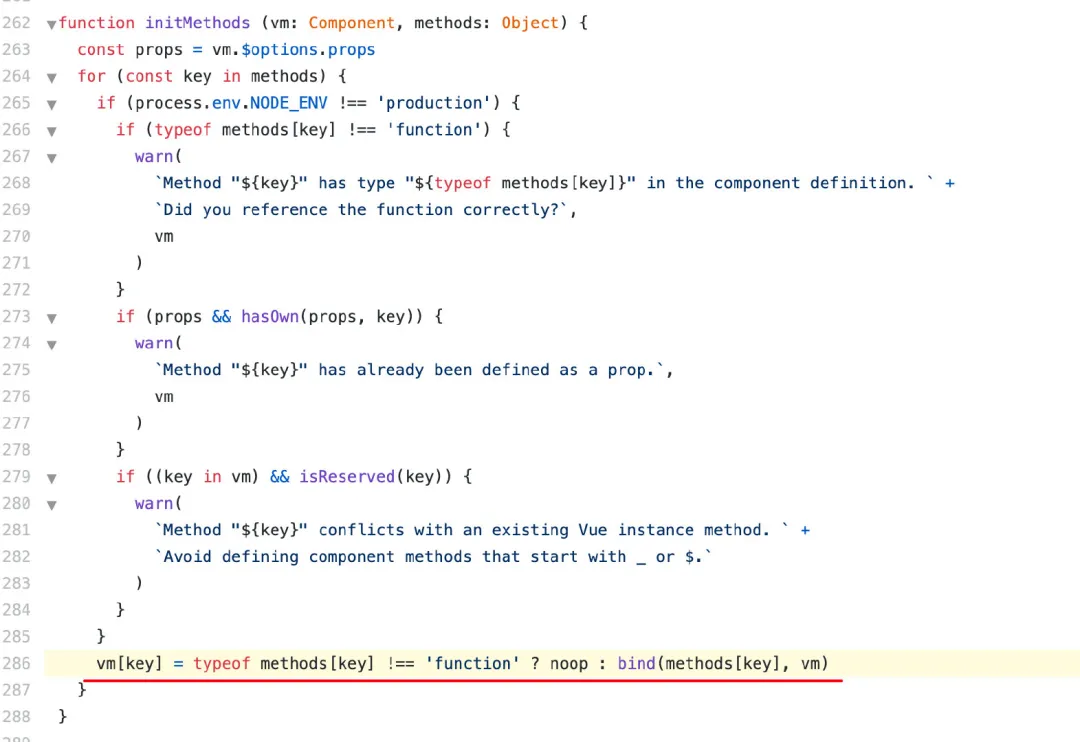 262 ▼function initMethods (vm: Component, methods: Object) {
263 const props = vm.$options.props
264 ▼ for (const key in methods) {
265 ▼ if (process.env.NODE_ENV !== 'production') {
266 ▼ if (typeof methods[key] !== 'function') {
267 ▼ warn(
268 `Method "${key}" has type "${typeof methods[key]}" in the component definition. ` +
269 `Did you reference the function correctly?`,
270 vm
271 )
272 }
273 ▼ if (props && hasOwn(props, key)) {
274 ▼ warn(
275 `Method "${key}" has already been defined as a prop.`,
276 vm
277 )
278 }
279 ▼ if ((key in vm) && isReserved(key)) {
280 ▼ warn(
281 `Method "${key}" conflicts with an existing Vue instance method. ` +
282 `Avoid defining component methods that start with _ or $.`
283 )
284 }
285 }
286 vm[key] = typeof methods[key] !== 'function' ? noop : bind(methods[key], vm)
287 }
288 }